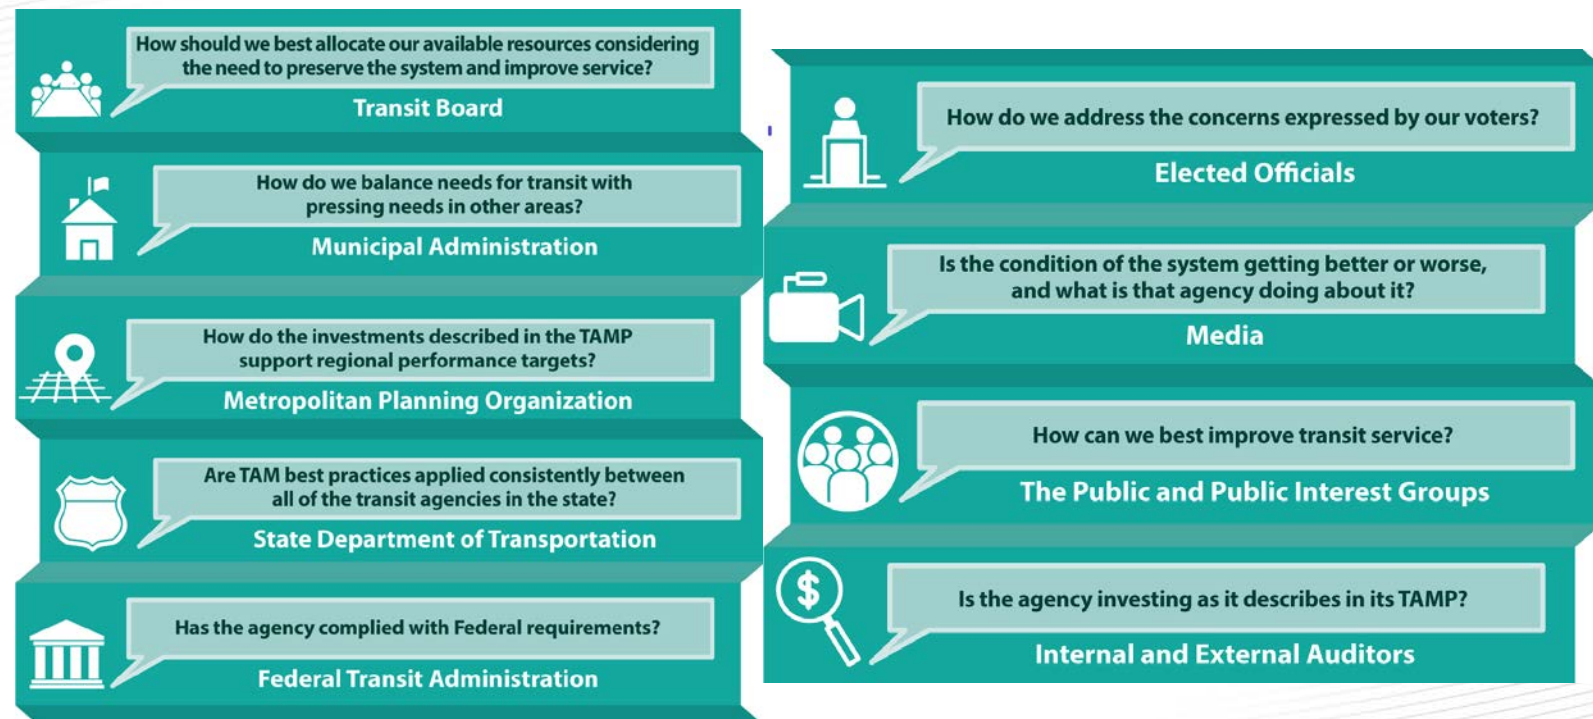 How should we best allocate our available resources considering
the need to preserve the system and improve service?
Transit Board
How do we balance needs for transit with
pressing needs in other areas?
Municipal Administration
How do the investments described in the TAMP
support regional performance targets?
Metropolitan Planning Organization
Are TAM best practices applied consistently between
all of the transit agencies in the state?
State Department of Transportation
Has the agency complied with Federal requirements?
Federal Transit Administration
How do we address the concerns expressed by our voters?
Elected Officials
Is the condition of the system getting better or worse,
and what is that agency doing about it?
Media
How can we best improve transit service?
The Public and Public Interest Groups
$
Is the agency investing as it describes in its TAMP?
Internal and External Auditors